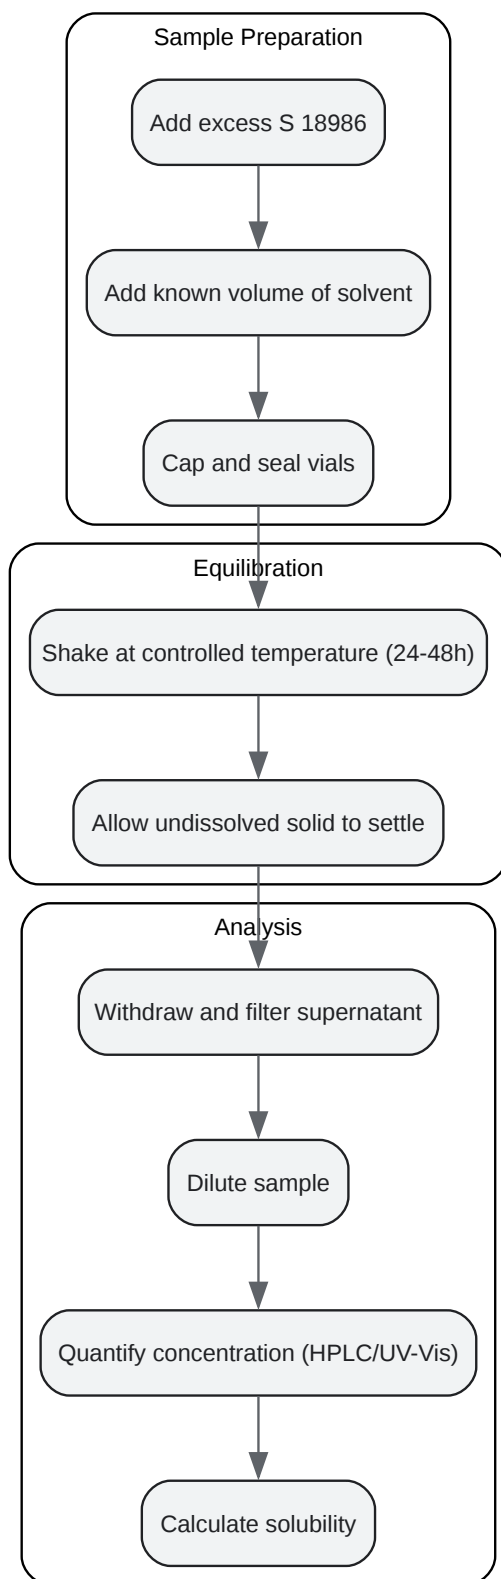 Sample Preparation
Add excess S 18986
Add known volume of solvent
Cap and seal vials
Equilibration
Shake at controlled temperature (24-48h)
Allow undissolved solid to settle
Analysis
Withdraw and filter supernatant
Dilute sample
Quantify concentration (HPLC/UV-Vis)
Calculate solubility